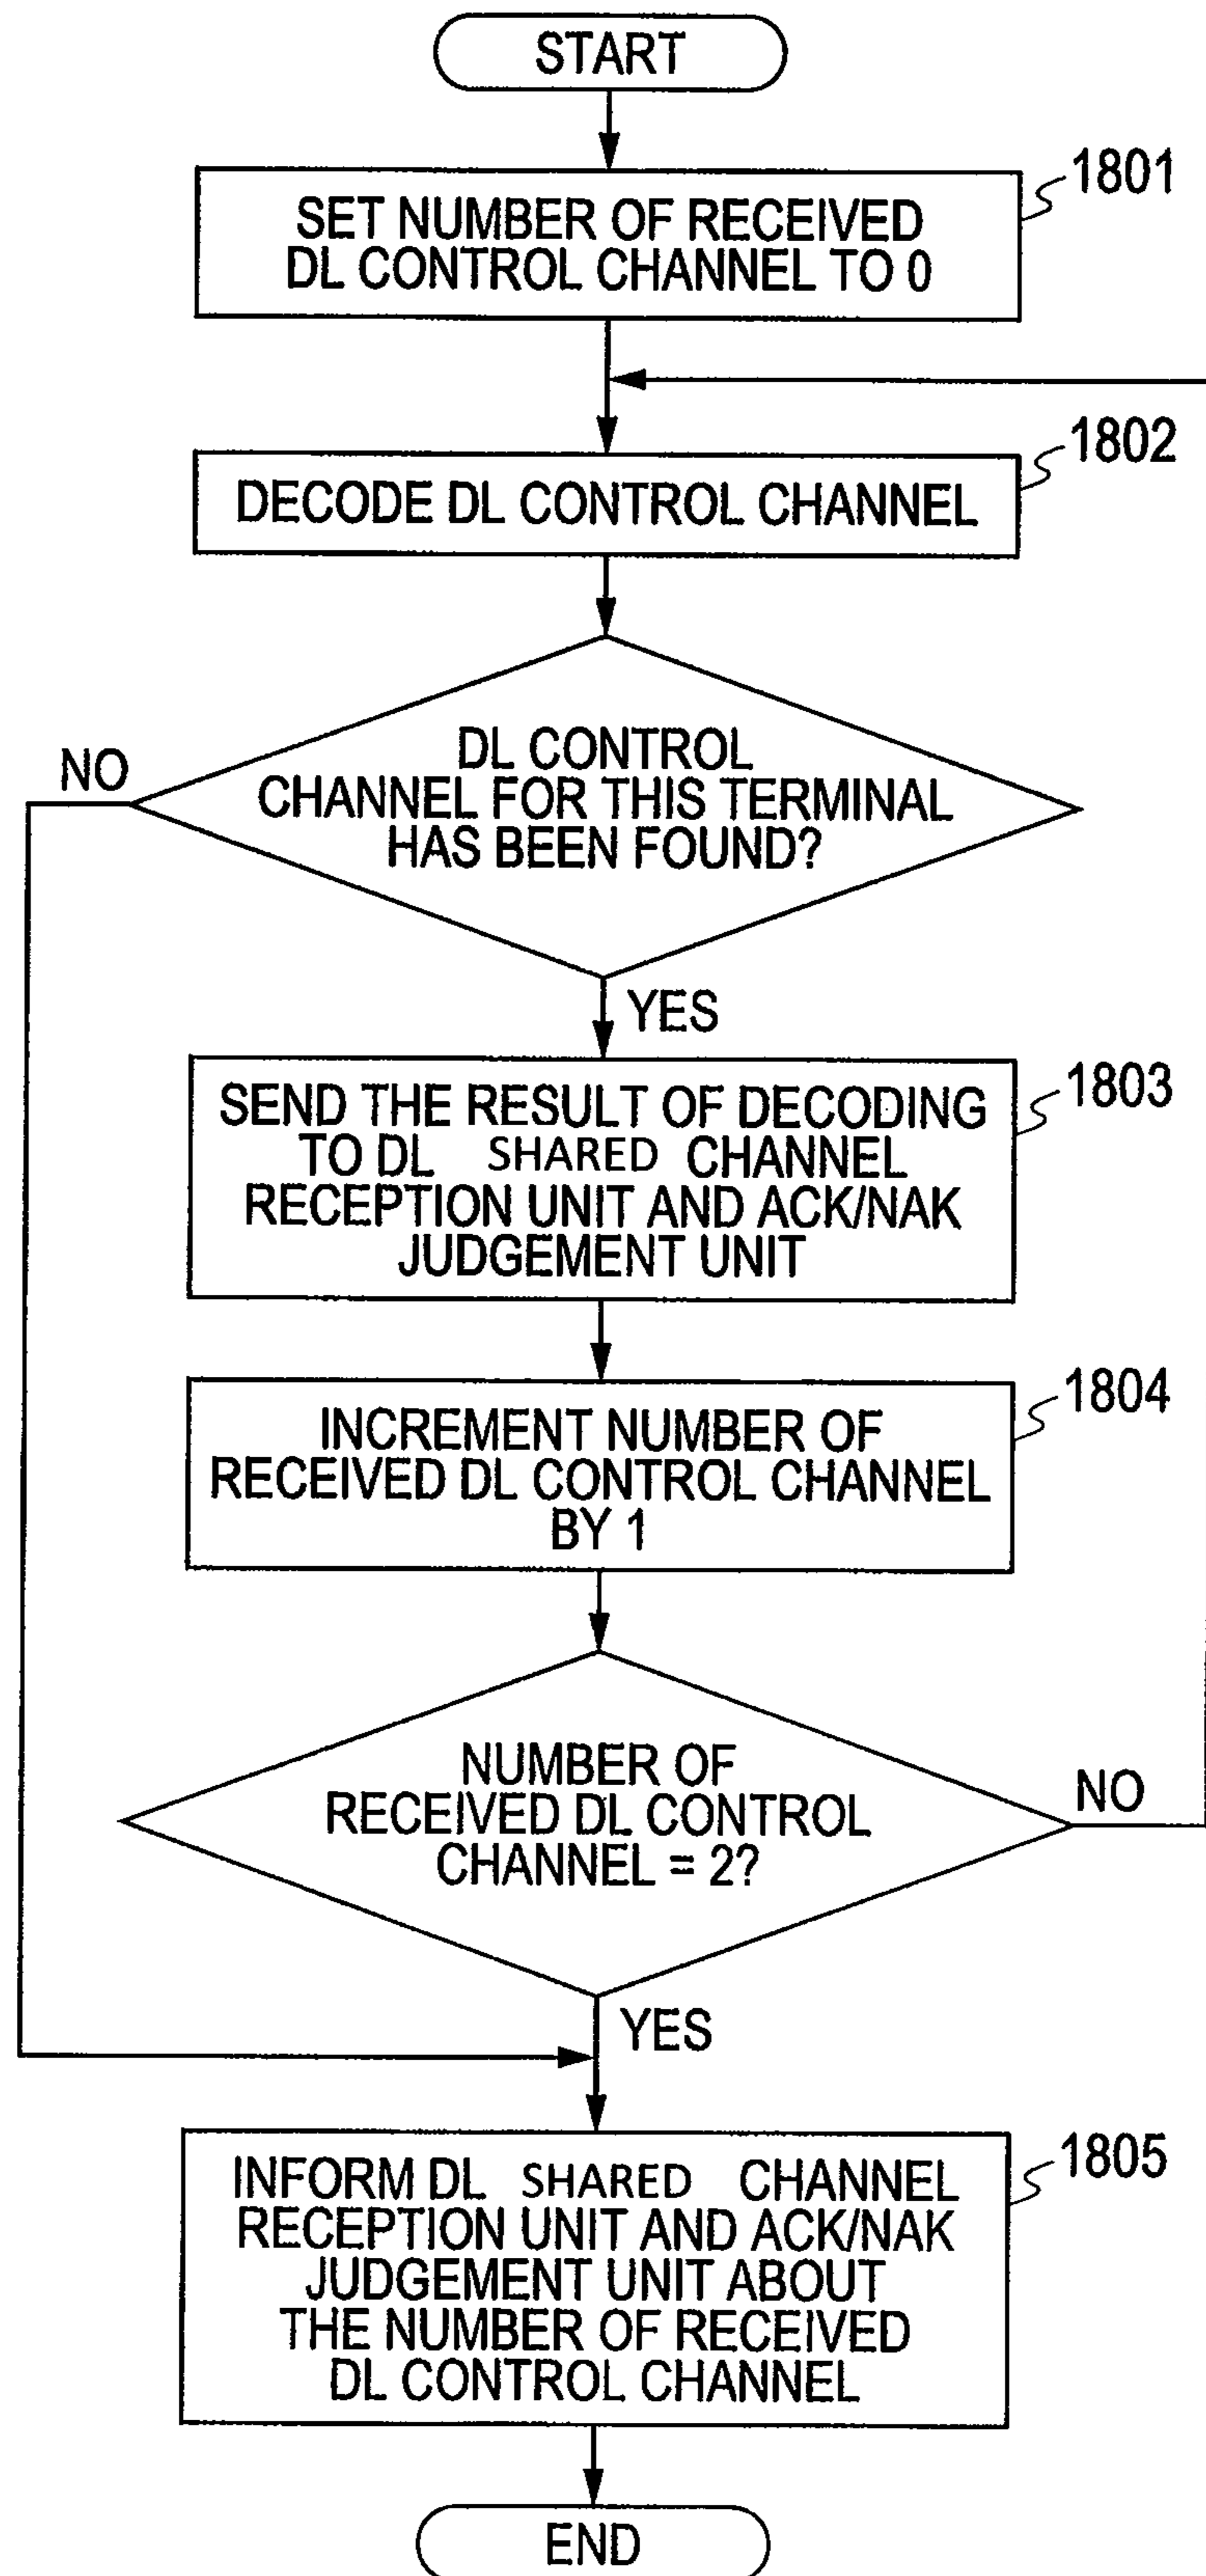 START
1801
SET NUMBER OF RECEIVED
DL CONTROL CHANNEL TO 0
1802
DECODE DL CONTROL CHANNEL
DL CONTROL
CHANNEL FOR THIS TERMINAL
HAS BEEN FOUND?
NO
YES
1803
SEND THE RESULT OF DECODING
TO DL SHARED CHANNEL
RECEPTION UNIT AND ACK/NAK
JUDGEMENT UNIT
1804
INCREMENT NUMBER OF
RECEIVED DL CONTROL CHANNEL
BY 1
NUMBER OF
RECEIVED DL CONTROL
CHANNEL = 2?
NO
YES
1805
INFORM DL SHARED CHANNEL
RECEPTION UNIT AND ACK/NAK
JUDGEMENT UNIT ABOUT
THE NUMBER OF RECEIVED
DL CONTROL CHANNEL
END